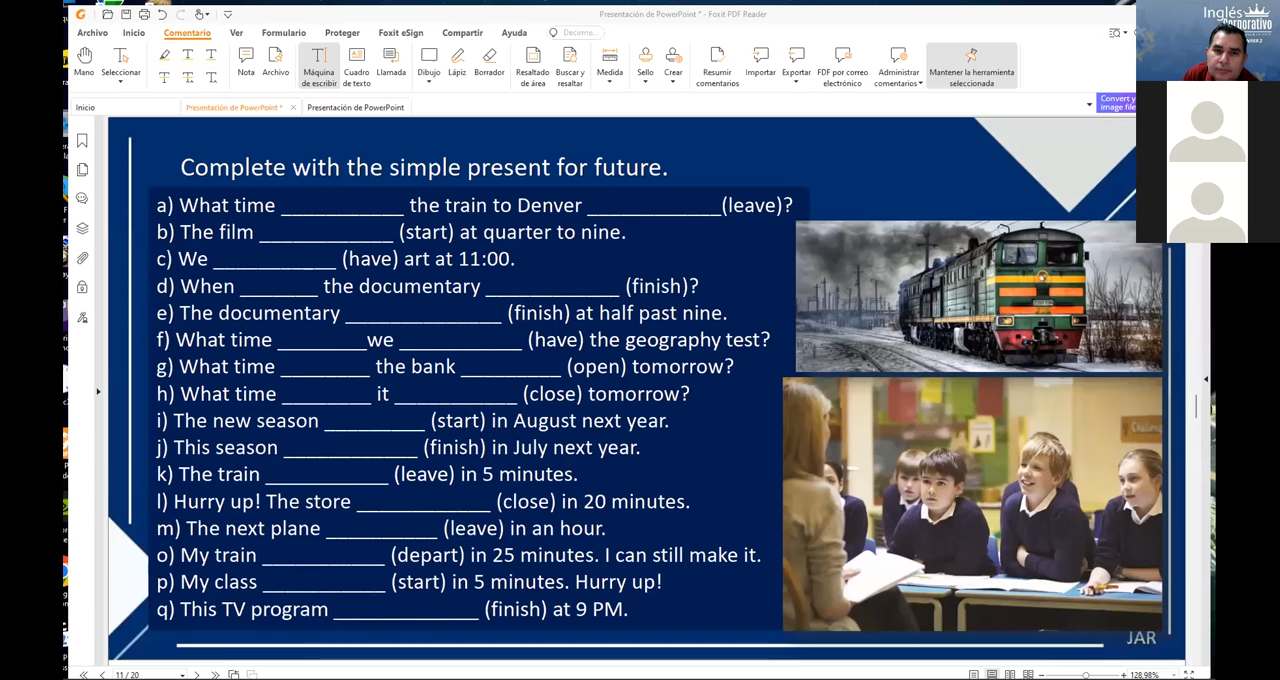 Presentación de PowerPoint * - Foxit PDF Reader
Archivo Inicio Comentario Ver Formulario Proteger Foxit eSign Compartir Ayuda Decome...
Mano Seleccionar Nota Archivo Máquina de escribir Cuadro de texto Llamada Dibujo Lápiz Borrador Resaltado de área Buscar y resaltar Medida Sello Crear Resumir comentarios Importar Exportar FDF por correo electrónico Administrar comentarios Mantener la herramienta seleccionada
Inicio Presentación de PowerPoint * Presentación de PowerPoint
Convert y
image file
Inglés
Corporativo
Complete with the simple present for future.
a) What time ___________ the train to Denver ____________(leave)?
b) The film ____________ (start) at quarter to nine.
c) We ___________ (have) art at 11:00.
d) When _______ the documentary ____________ (finish)?
e) The documentary ______________ (finish) at half past nine.
f) What time ________we ___________ (have) the geography test?
g) What time ________ the bank _________ (open) tomorrow?
h) What time ________ it ___________ (close) tomorrow?
i) The new season _________ (start) in August next year.
j) This season ____________ (finish) in July next year.
k) The train ___________ (leave) in 5 minutes.
l) Hurry up! The store ____________ (close) in 20 minutes.
m) The next plane __________ (leave) in an hour.
o) My train ___________ (depart) in 25 minutes. I can still make it.
p) My class ___________ (start) in 5 minutes. Hurry up!
q) This TV program _____________ (finish) at 9 PM.
JAR
11 / 20
128,98%